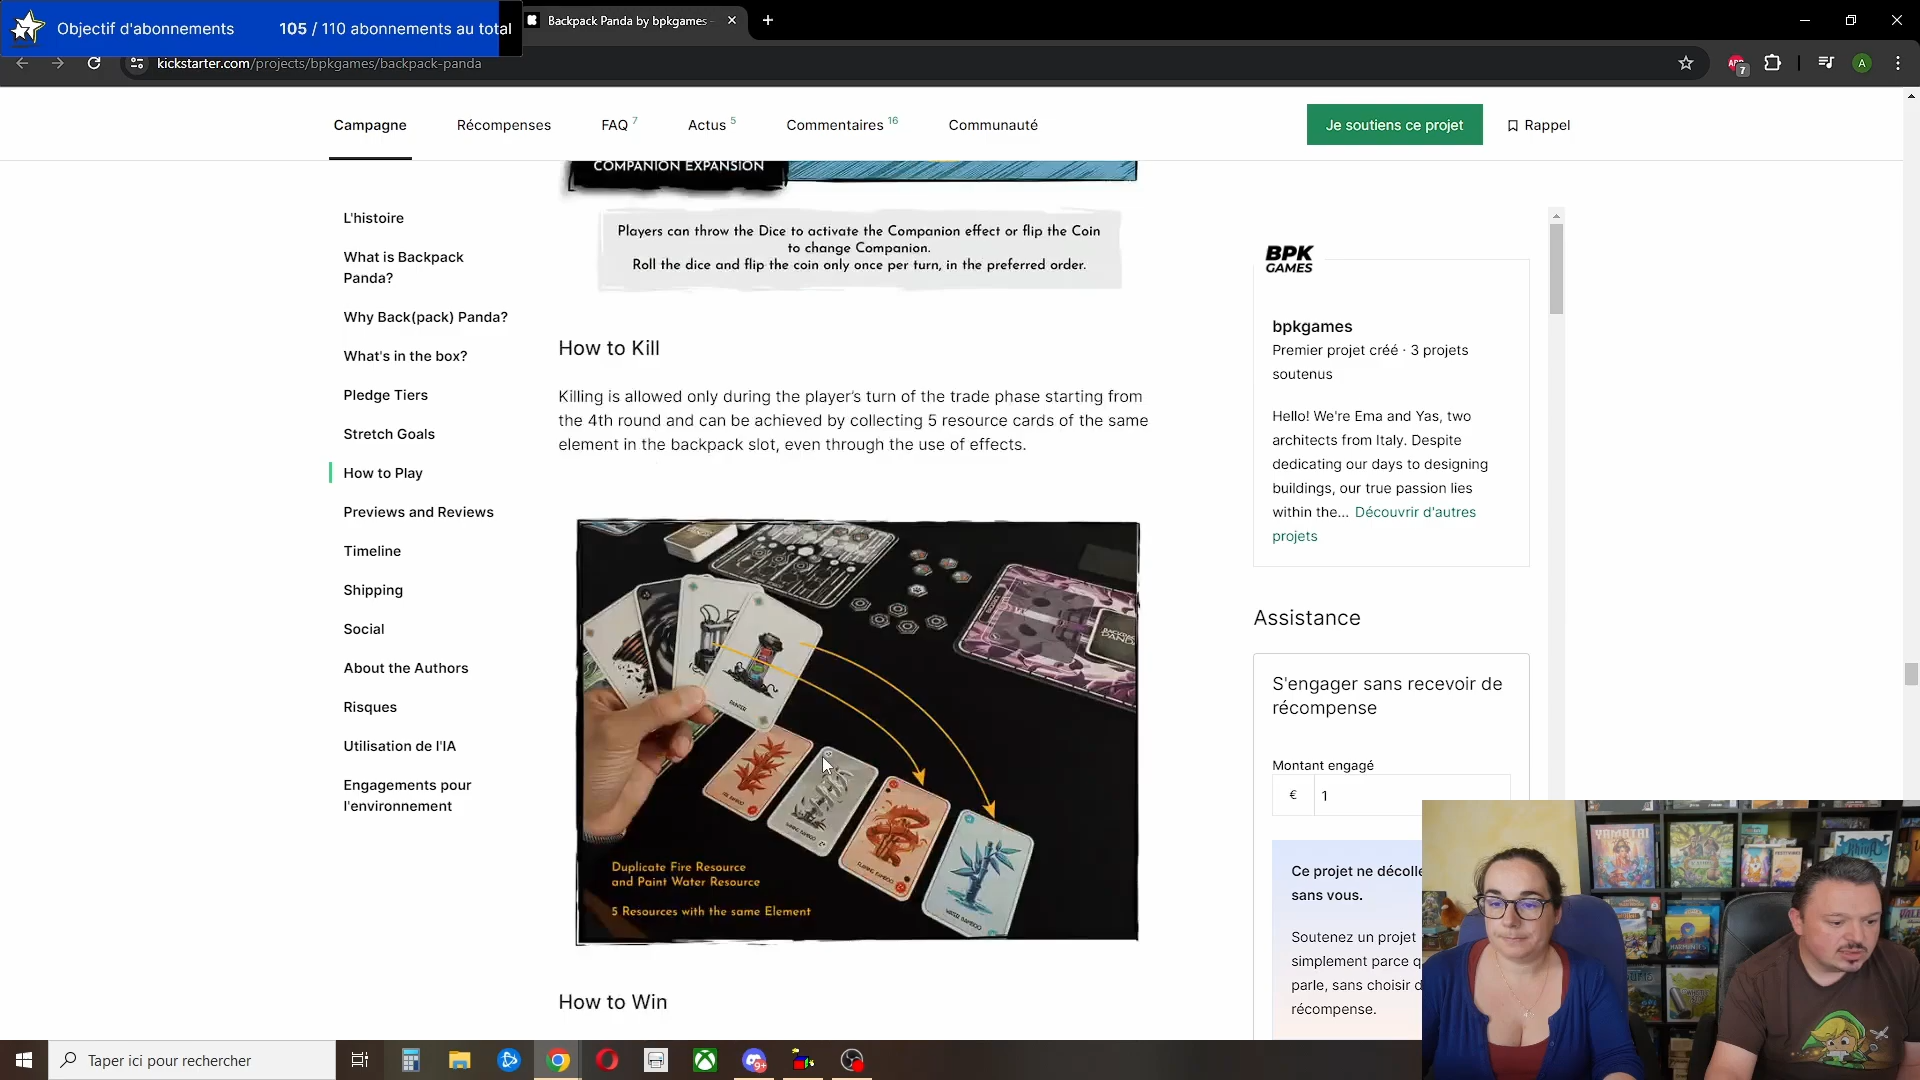 Objectif d'abonnements
105 / 110 abonnements au total
Backpack Panda by bpkgames -
kickstarter.com/projects/bpkgames/backpack-panda
7
A
Campagne
Récompenses
FAQ 7
Actus 5
Commentaires 16
Communauté
Je soutiens ce projet
Rappel
L'histoire
What is Backpack
Panda?
Why Back(pack) Panda?
What's in the box?
Pledge Tiers
Stretch Goals
How to Play
Previews and Reviews
Timeline
Shipping
Social
About the Authors
Risques
Utilisation de l'IA
Engagements pour
l'environnement
COMPANION EXPANSION
Players can throw the Dice to activate the Companion effect or flip the Coin
to change Companion.
Roll the dice and flip the coin only once per turn, in the preferred order.
How to Kill
Killing is allowed only during the player's turn of the trade phase starting from
the 4th round and can be achieved by collecting 5 resource cards of the same
element in the backpack slot, even through the use of effects.
PAINTER
BACKPACK
PANDA
FLAMING BAMBOO
WATER BAMBOO
Duplicate Fire Resource
and Paint Water Resource
5 Resources with the same Element
How to Win
BPK
GAMES
bpkgames
Premier projet créé · 3 projets
soutenus
Hello! We're Ema and Yas, two
architects from Italy. Despite
dedicating our days to designing
buildings, our true passion lies
within the... Découvrir d'autres
projets
Assistance
S'engager sans recevoir de
récompense
Montant engagé
€ 1
Ce projet ne décolle
sans vous.
Soutenez un projet
simplement parce q
parle, sans choisir d
récompense.
YAMATAI
HARMONIES
Taper ici pour rechercher
9+